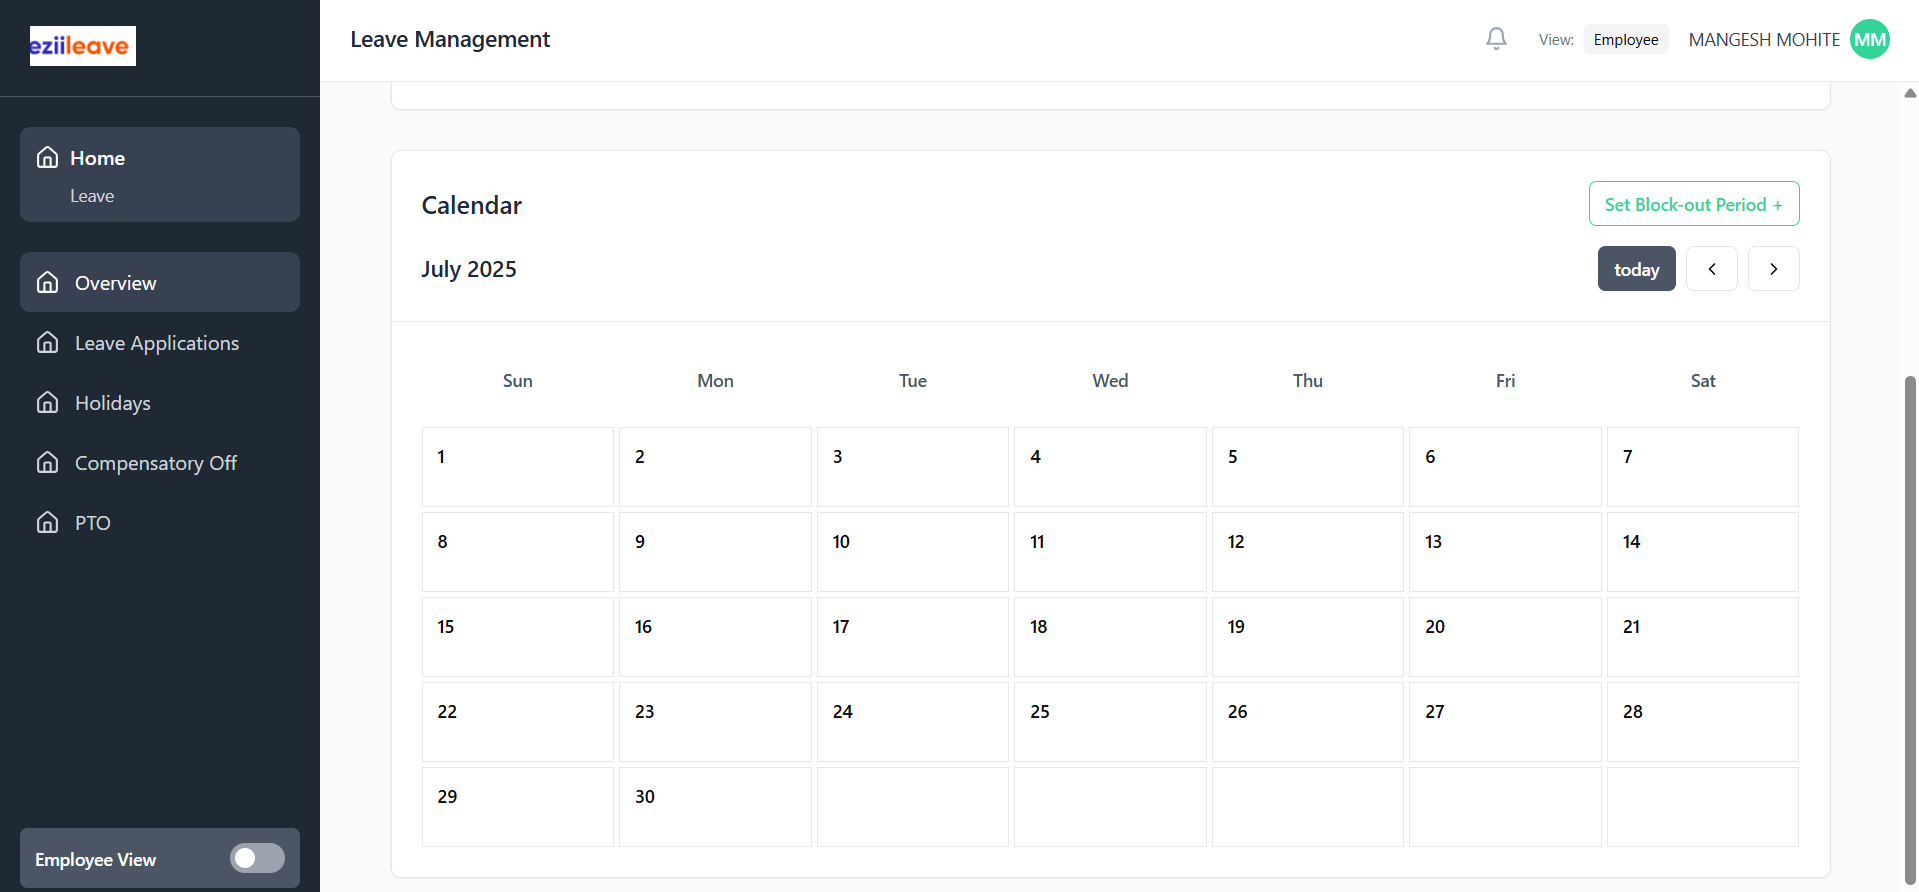 eziileave
Leave Management
View: Employee MANGESH MOHITE MM
Home
Leave
Overview
Leave Applications
Holidays
Compensatory Off
PTO
Employee View
Calendar
Set Block-out Period +
July 2025
today
Sun Mon Tue Wed Thu Fri Sat
1 2 3 4 5 6 7
8 9 10 11 12 13 14
15 16 17 18 19 20 21
22 23 24 25 26 27 28
29 30